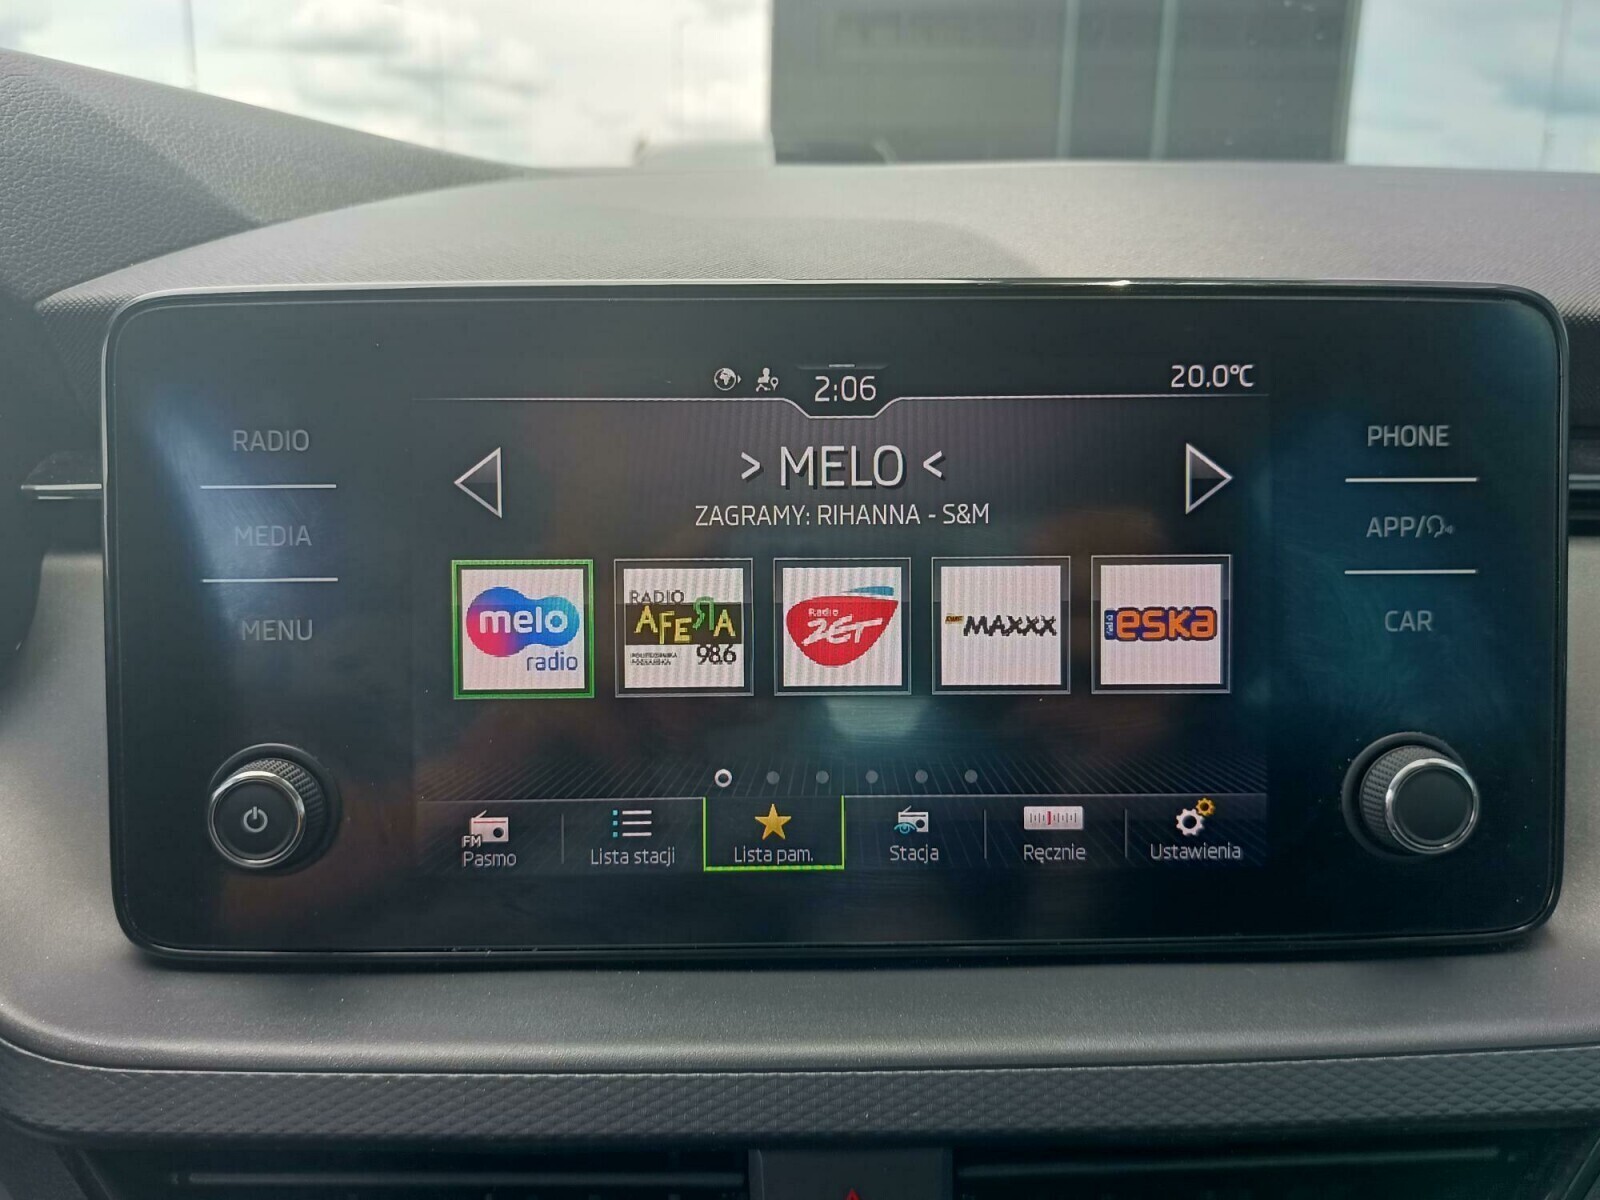 2:06
20.0°C
RADIO
MEDIA
MENU
> MELO <
ZAGRAMY: RIHANNA - S&M
melo
radio
RADIO
AFEЯA
98,6
Radio
ZET
MAXXX
esKa
PHONE
APP/
CAR
FM
Pasmo
Lista stacji
Lista pam.
Stacja
Ręcznie
Ustawienia